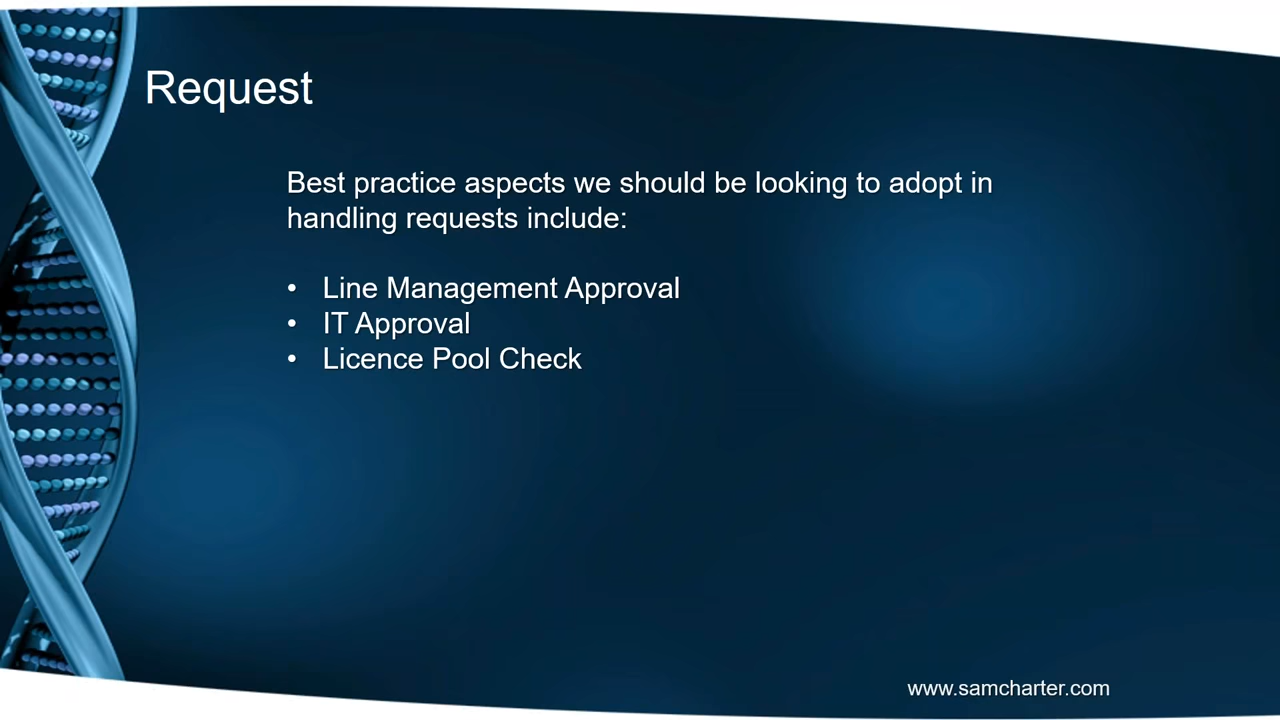 Request
Best practice aspects we should be looking to adopt in
handling requests include:
• Line Management Approval
• IT Approval
• Licence Pool Check
www.samcharter.com